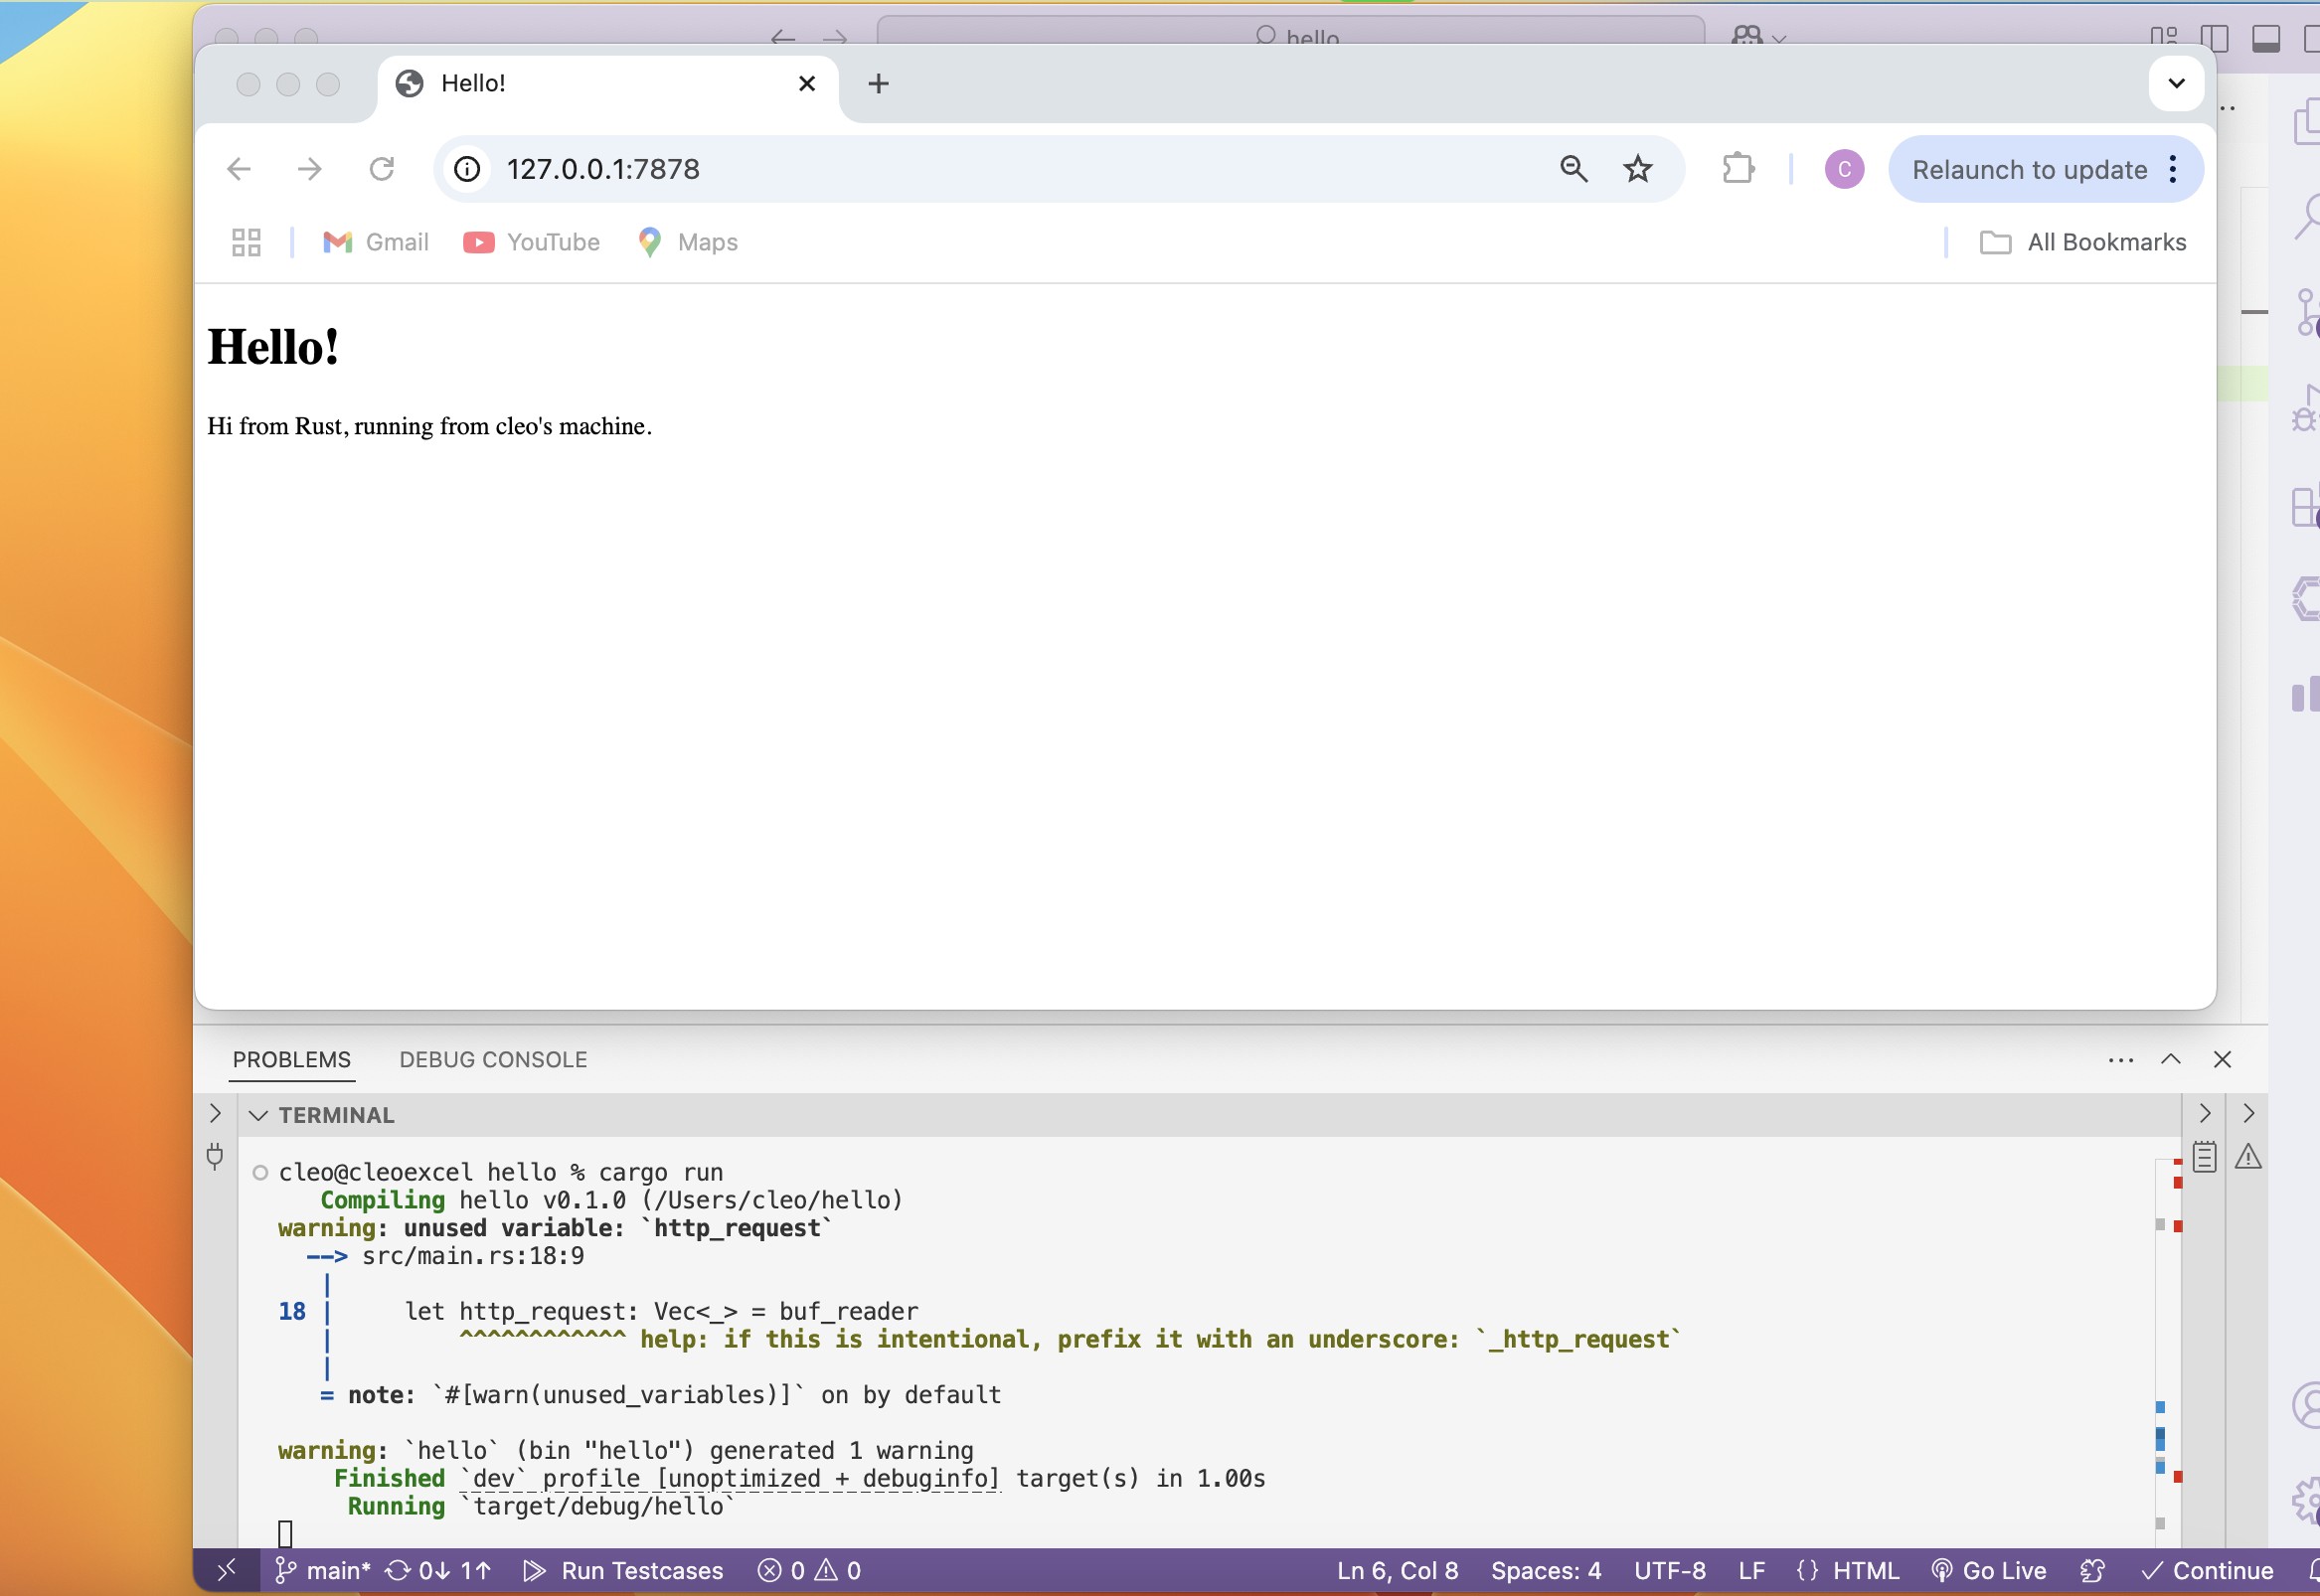 hello
Hello!
127.0.0.1:7878
Relaunch to update
C
Gmail
YouTube
Maps
All Bookmarks
Hello!
Hi from Rust, running from cleo's machine.
PROBLEMS
DEBUG CONSOLE
TERMINAL
cleo@cleoexcel hello % cargo run
Compiling hello v0.1.0 (/Users/cleo/hello)
warning: unused variable: `http_request`
--> src/main.rs:18:9
|
18 | let http_request: Vec<_> = buf_reader
| ^^^^^^^^^^^^ help: if this is intentional, prefix it with an underscore: `_http_request`
|
= note: `#[warn(unused_variables)]` on by default
warning: `hello` (bin "hello") generated 1 warning
Finished `dev` profile [unoptimized + debuginfo] target(s) in 1.00s
Running `target/debug/hello`
main* 0↓ 1↑ Run Testcases 0 0 Ln 6, Col 8 Spaces: 4 UTF-8 LF {} HTML Go Live Continue